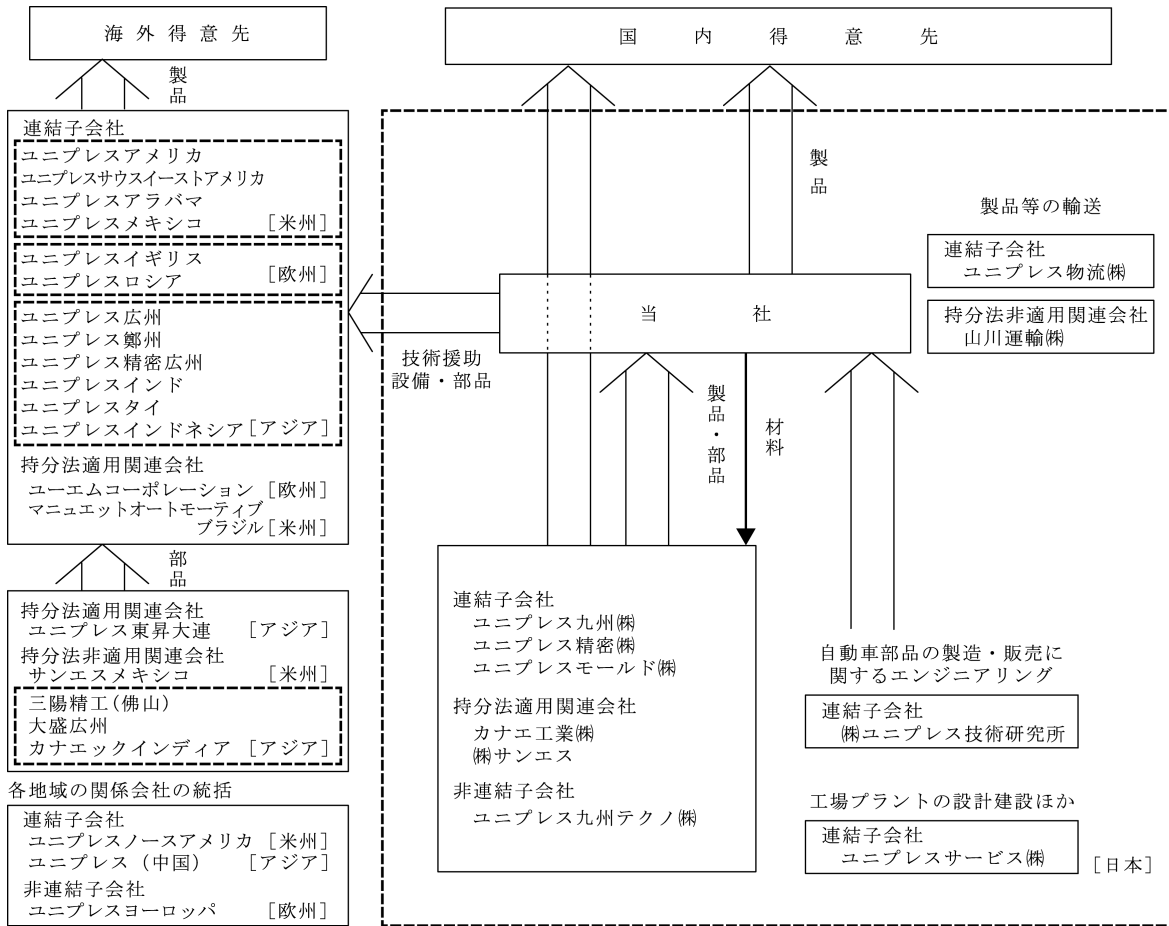 海外得意先
国内得意先
製品
連結子会社
ユニプレスアメリカ
ユニプレスサウスイーストアメリカ
ユニプレスアラバマ
ユニプレスメキシコ [米州]
ユニプレスイギリス
ユニプレスロシア [欧州]
ユニプレス広州
ユニプレス鄭州
ユニプレス精密広州
ユニプレスインド
ユニプレスタイ
ユニプレスインドネシア [アジア]
持分法適用関連会社
ユーエムコーポレーション [欧州]
マニュエットオートモーティブ
ブラジル [米州]
部品
持分法適用関連会社
ユニプレス東昇大連 [アジア]
持分法非適用関連会社
サンエスメキシコ [米州]
三陽精工(佛山)
大盛広州
カナエックインディア [アジア]
各地域の関係会社の統括
連結子会社
ユニプレスノースアメリカ [米州]
ユニプレス (中国) [アジア]
非連結子会社
ユニプレスヨーロッパ [欧州]
製品
当社
技術援助
設備・部品
製品・部品
材料
連結子会社
ユニプレス九州㈱
ユニプレス精密㈱
ユニプレスモールド㈱
持分法適用関連会社
カナエ工業㈱
㈱サンエス
非連結子会社
ユニプレス九州テクノ㈱
製品等の輸送
連結子会社
ユニプレス物流㈱
持分法非適用関連会社
山川運輸㈱
自動車部品の製造・販売に
関するエンジニアリング
連結子会社
㈱ユニプレス技術研究所
工場プラントの設計建設ほか
連結子会社
ユニプレスサービス㈱
[日本]